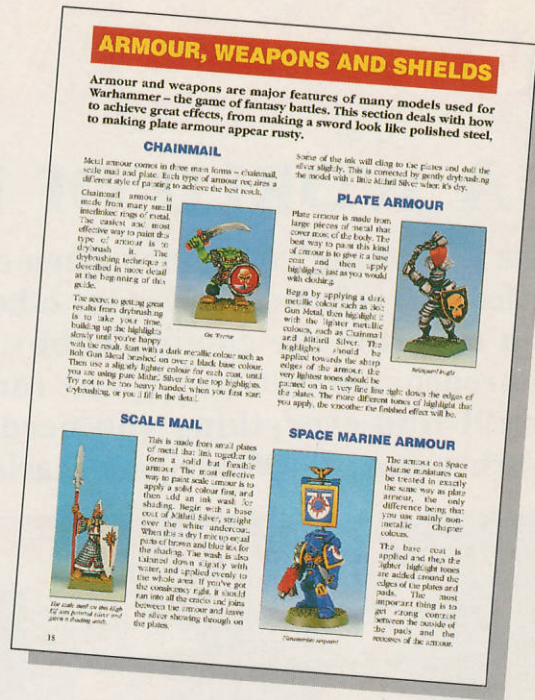 ARMOUR, WEAPONS AND SHIELDS
Armour and weapons are major features of many models used for
Warhammer – the game of fantasy battles. This section deals with how
to achieve great effects, from making a sword look like polished steel,
to making plate armour appear rusty.
CHAINMAIL
Metal armour comes in three main forms – chainmail,
scale mail and plate. Each type of armour requires a
different style of painting to achieve the best result.
Chainmail armour is
made from many small
interlinked rings of metal.
The easiest and most
effective way to paint this
type of armour is to
drybrush it. The
drybrushing technique is
described in more detail
at the beginning of this
guide.
The secret to getting great
results from drybrushing
is to take your time,
building up the highlights
slowly until you're happy
with the result. Start with a dark metallic colour such as
Bolt Gun Metal brushed on over a black base colour.
Then use a slightly lighter colour for each coat, until
you are using pure Mithril Silver for the top highlights.
Try not to be too heavy handed when you first start
drybrushing, or you'll fill in the detail.
Orc Warrior
SCALE MAIL
This is made from small plates
of metal that link together to
form a solid but flexible
armour. The most effective
way to paint scale armour is to
apply a solid colour first, and
then add an ink wash for
shading. Begin with a base
coat of Mithril Silver, straight
over the white undercoat.
When this is dry I mix up equal
parts of brown and blue ink for
the shading. The wash is also
thinned down slightly with
water, and applied evenly to
the whole area. If you've got
the consistency right, it should
run into all the cracks and joins
between the armour and leave
the silver showing through on
the plates.
The scale mail on this High
Elf was painted silver and
given a shading wash.
18
Some of the ink will cling to the plates and dull the
silver slightly. This is corrected by gently drybrushing
the model with a little Mithril Silver when it's dry.
PLATE ARMOUR
Plate armour is made from
large pieces of metal that
cover most of the body. The
best way to paint this kind
of armour is to give it a base
coat and then apply
highlights, just as you would
with clothing.
Begin by applying a dark
metallic colour such as Bolt
Gun Metal, then highlight it
with the lighter metallic
colours, such as Chainmail
and Mithril Silver. The
highlights should be
applied towards the sharp
edges of the armour, the
very lightest tones should be
painted on in a very fine line right down the edges of
the plates. The more different tones of highlight that
you apply, the smoother the finished effect will be.
Reiksguard Knight
SPACE MARINE ARMOUR
The armour on Space
Marine miniatures can
be treated in exactly
the same way as plate
armour, the only
difference being that
you use mainly non-
metallic Chapter
colours.
The base coat is
applied and then the
lighter highlight tones
are added around the
edges of the plates and
pads. The most
important thing is to
get strong contrast
between the outside of
the pads and the
recesses of the armour.
Ultramarine sergeant